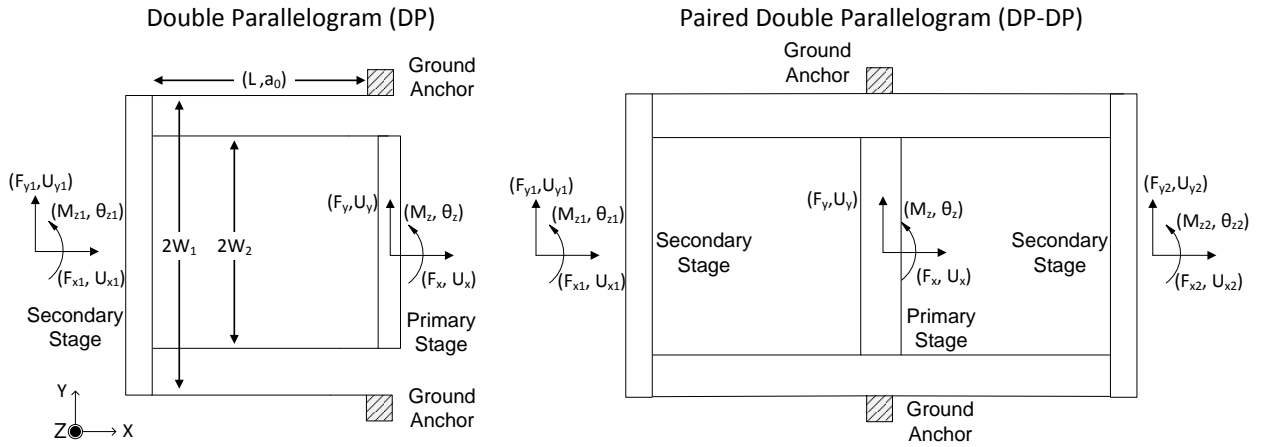 Double Parallelogram (DP)
Paired Double Parallelogram (DP-DP)
Ground
Anchor
(L ,a₀)
(Fy1,Uy1)
(Mz1, θz1)
(Fx1, Ux1)
2W₁
2W₂
(Fy,Uy)
(Mz, θz)
(Fx, Ux)
Secondary
Stage
Primary
Stage
Ground
Anchor
Y
Z
X
Ground
Anchor
(Fy1,Uy1)
(Mz1, θz1)
(Fx1, Ux1)
Secondary
Stage
(Fy,Uy)
(Mz, θz)
(Fx, Ux)
Primary
Stage
Secondary
Stage
(Fy2,Uy2)
(Mz2, θz2)
(Fx2, Ux2)
Ground
Anchor